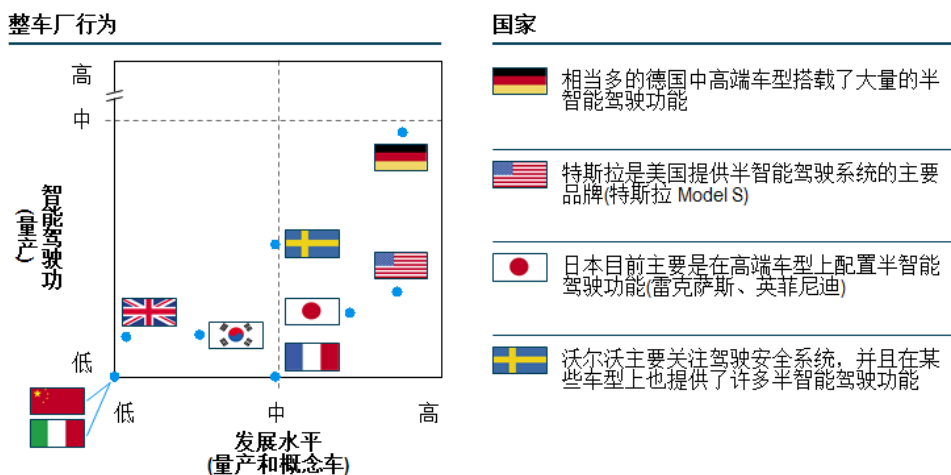 整车厂行为
高
中
低
智能驾驶功
(量产)
低
中
高
发展水平
(量产和概念车)
国家
相当多的德国中高端车型搭载了大量的半
智能驾驶功能
特斯拉是美国提供半智能驾驶系统的主要
品牌(特斯拉 Model S)
日本目前主要是在高端车型上配置半智能
驾驶功能(雷克萨斯、英菲尼迪)
沃尔沃主要关注驾驶安全系统，并且在某
些车型上也提供了许多半智能驾驶功能